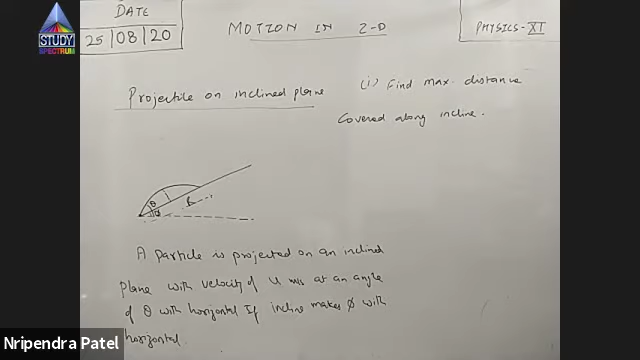 DATE
25/08/20
STUDY
SPECTRUM
MOTION IN 2-D
PHYSICS-XI
Projectile on inclined plane
(i) Find max. distance
covered along incline.
θ
A particle is projected on an inclined
plane with velocity of u m/s at an angle
of θ with horizontal If incline makes ϕ with
horizontal.
Nripendra Patel